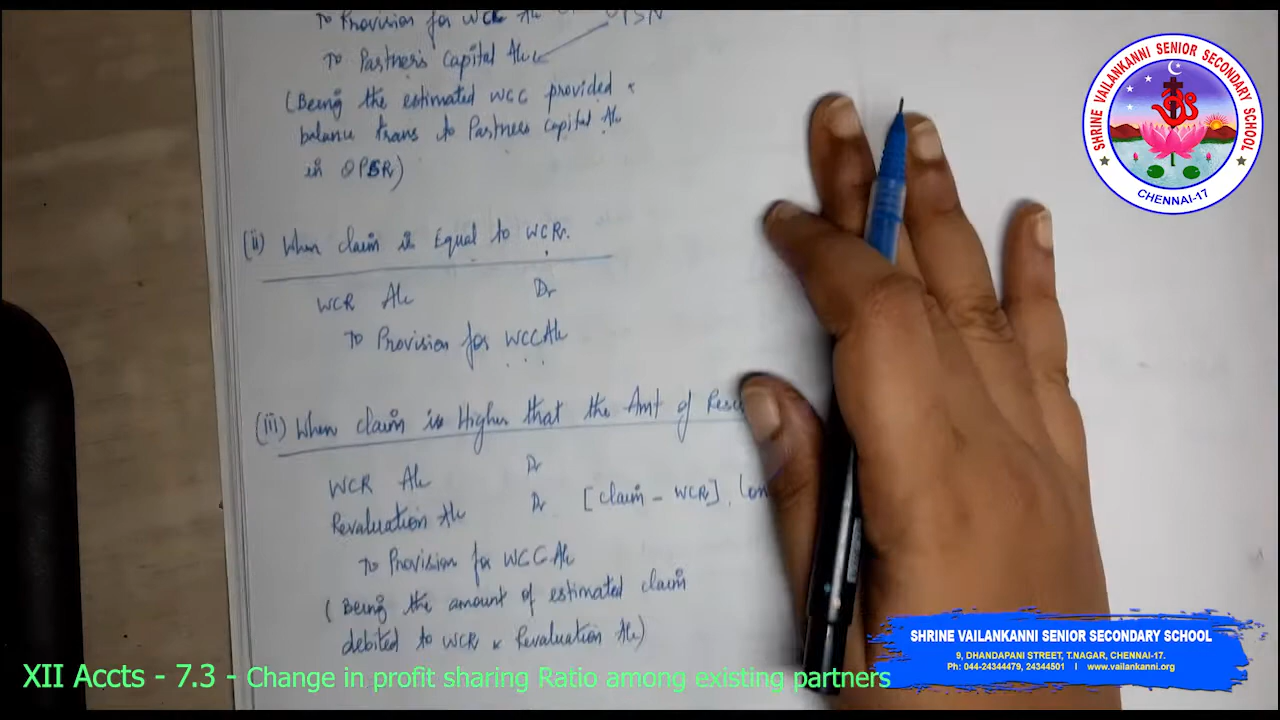 To Provision for WCC A/c
To Partner's Capital A/c
(Being the estimated WCC provided &
balance trans to Partners Capital A/c
in OPSR)
(ii) When claim is Equal to WCR.
WCR A/c Dr
To Provision for WCC A/c
(iii) When claim is Higher that the Amt of Rese
WCR A/c Dr
Revaluation A/c Dr [claim - WCR]
To Provision for WCC A/c
(Being the amount of estimated claim
debited to WCR & Revaluation A/c)
SHRINE VAILANKANNI SENIOR SECONDARY SCHOOL
CHENNAI-17
SHRINE VAILANKANNI SENIOR SECONDARY SCHOOL
9, DHANDAPANI STREET, T.NAGAR, CHENNAI-17.
Ph: 044-24344479, 24344501 I www.vailankanni.org
XII Accts - 7.3 - Change in profit sharing Ratio among existing partners